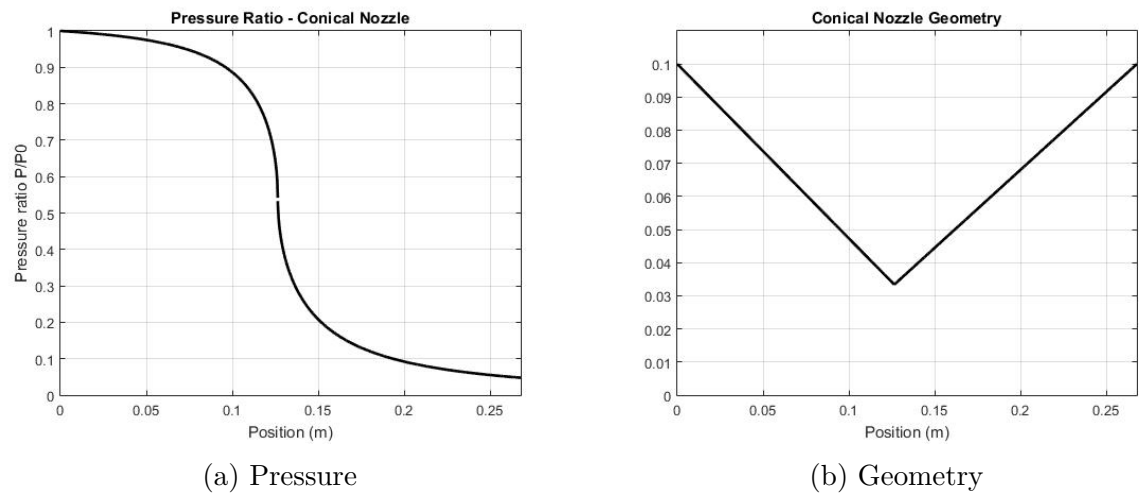 Pressure Ratio - Conical Nozzle
1
0.9
0.8
0.7
0.6
0.5
0.4
0.3
0.2
0.1
0
Pressure ratio P/P0
0 0.05 0.1 0.15 0.2 0.25
Position (m)
(a) Pressure
Conical Nozzle Geometry
0.1
0.09
0.08
0.07
0.06
0.05
0.04
0.03
0.02
0.01
0
0 0.05 0.1 0.15 0.2 0.25
Position (m)
(b) Geometry